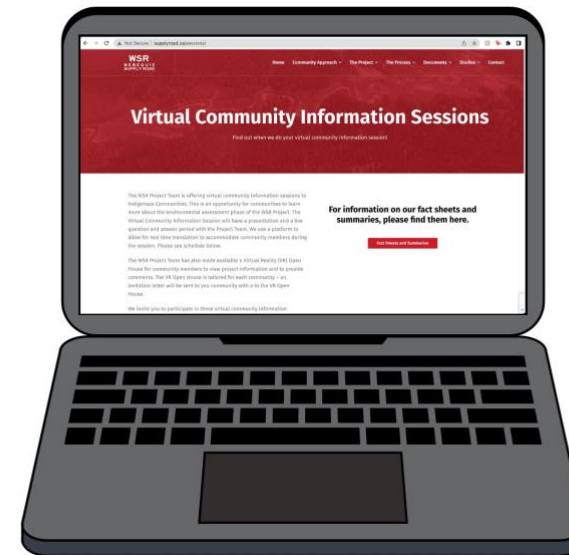 Not Secure | supplyroad.ca/sessions/
WSR
WEBEQUIE
SUPPLY ROAD
Home Community Approach The Project The Process Documents Studies Contact
Virtual Community Information Sessions
Find out when we do your virtual community information session!
The WSR Project Team is offering virtual community information sessions to
Indigenous Communities. This is an opportunity for communities to learn
more about the environmental assessment phase of the WSR Project. The
Virtual Community Information Session will have a presentation and a live
question and answer period with the Project Team. We use a platform to
allow for real time translation to accommodate community members during
the session. Please see schedule below.
The WSR Project Team has also made available a Virtual Reality (VR) Open
House for community members to view project information and to provide
comments. The VR Open House is tailored for each community – an
invitation letter will be sent to you community with a to the VR Open
House.
We invite you to participate in these virtual community information
For information on our fact sheets and
summaries, please find them here.
Fact Sheets and Summaries